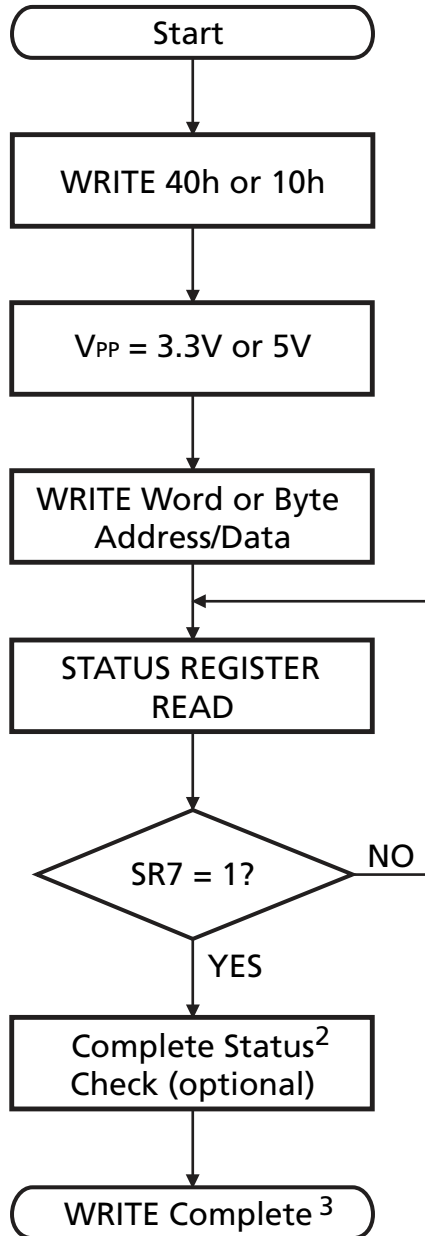 Start
WRITE 40h or 10h
VPP = 3.3V or 5V
WRITE Word or Byte
Address/Data
STATUS REGISTER
READ
SR7 = 1?
NO
YES
Complete Status2
Check (optional)
WRITE Complete 3